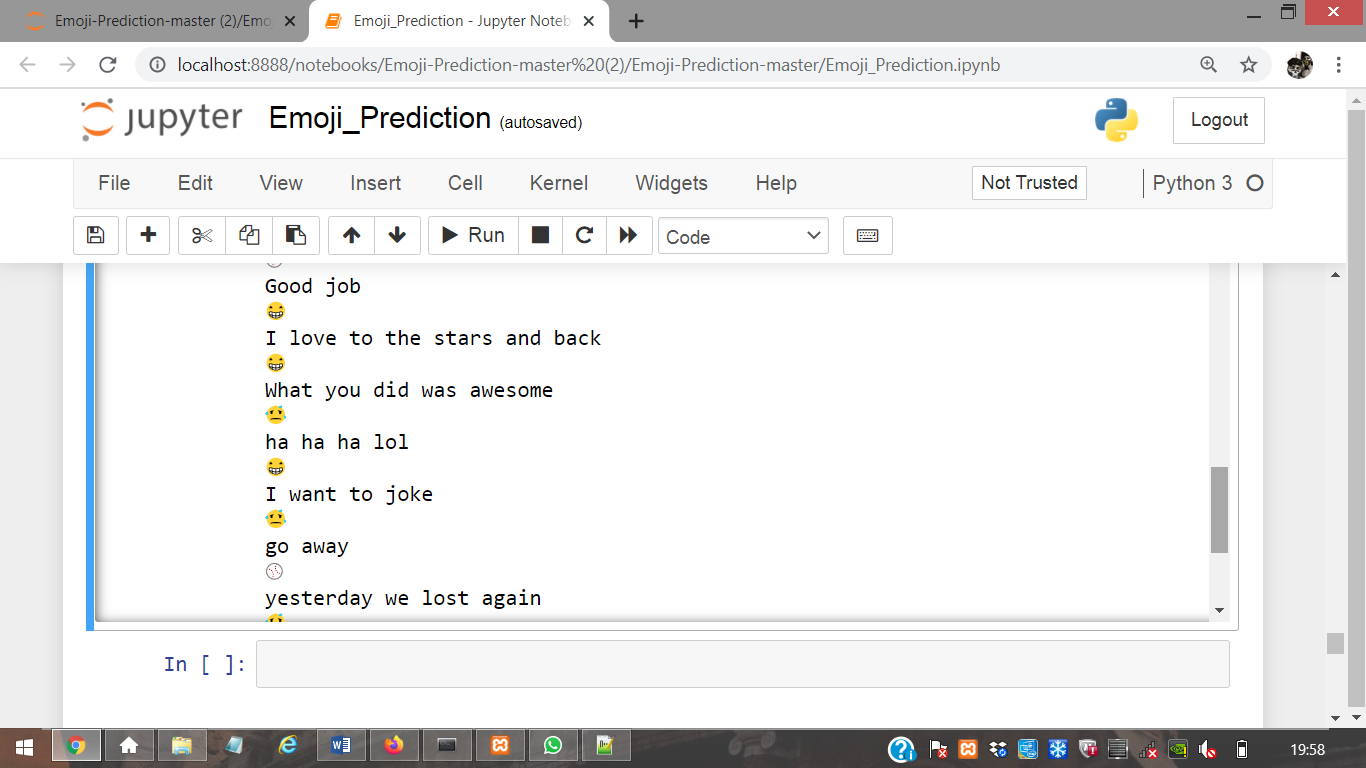 Emoji-Prediction-master (2)/Emoj
Emoji_Prediction - Jupyter Noteb
localhost:8888/notebooks/Emoji-Prediction-master%20(2)/Emoji-Prediction-master/Emoji_Prediction.ipynb
jupyter Emoji_Prediction (autosaved) Logout
File Edit View Insert Cell Kernel Widgets Help Not Trusted Python 3
Run Code
Good job
😁
I love to the stars and back
😁
What you did was awesome
😓
ha ha ha lol
😁
I want to joke
😓
go away
⚾
yesterday we lost again
😓
In [ ]:
19:58